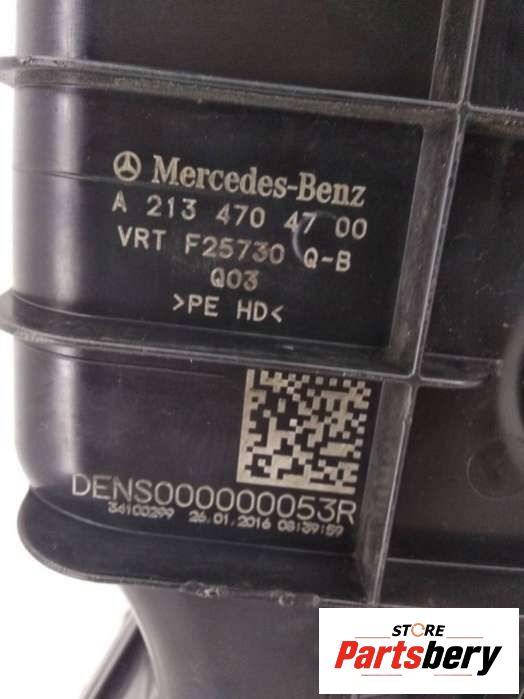 Mercedes-Benz
A 213 470 47 00
VRT F25730 Q-B
Q03
>PE HD<
DENS000000053R
34100299 26.01.2016 08:39:59
STORE
Partsbery